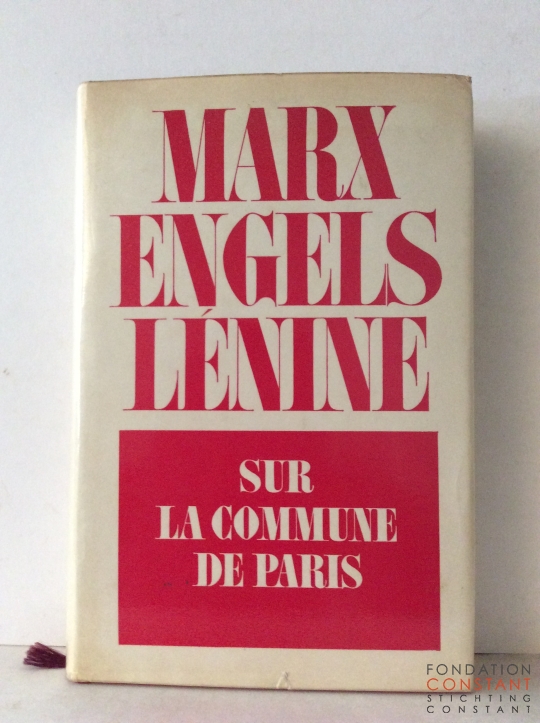 MARX
ENGELS
LÉNINE
SUR
LA COMMUNE
DE PARIS
FONDATION
CONSTANT
STICHTING
CONSTANT